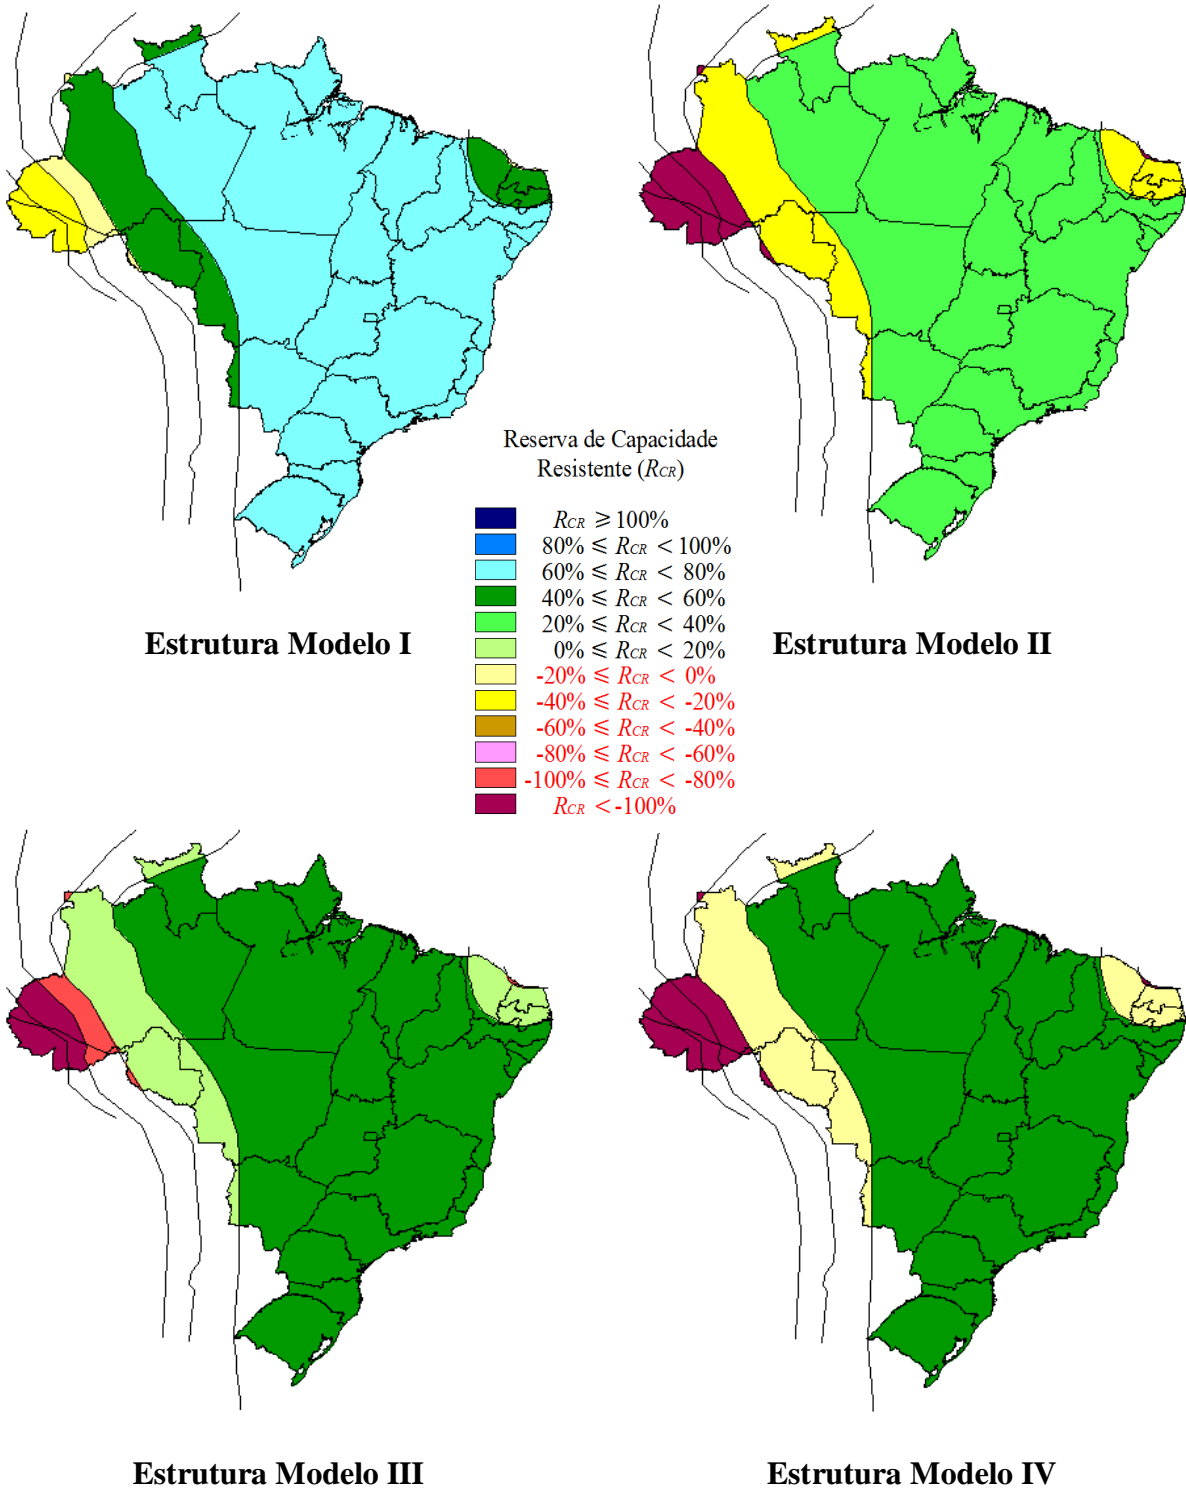 Reserva de Capacidade
Resistente (RCR)
RCR ⩾ 100%
80% ⩽ RCR < 100%
60% ⩽ RCR < 80%
40% ⩽ RCR < 60%
20% ⩽ RCR < 40%
0% ⩽ RCR < 20%
-20% ⩽ RCR < 0%
-40% ⩽ RCR < -20%
-60% ⩽ RCR < -40%
-80% ⩽ RCR < -60%
-100% ⩽ RCR < -80%
RCR < -100%
Estrutura Modelo I
Estrutura Modelo II
Estrutura Modelo III
Estrutura Modelo IV